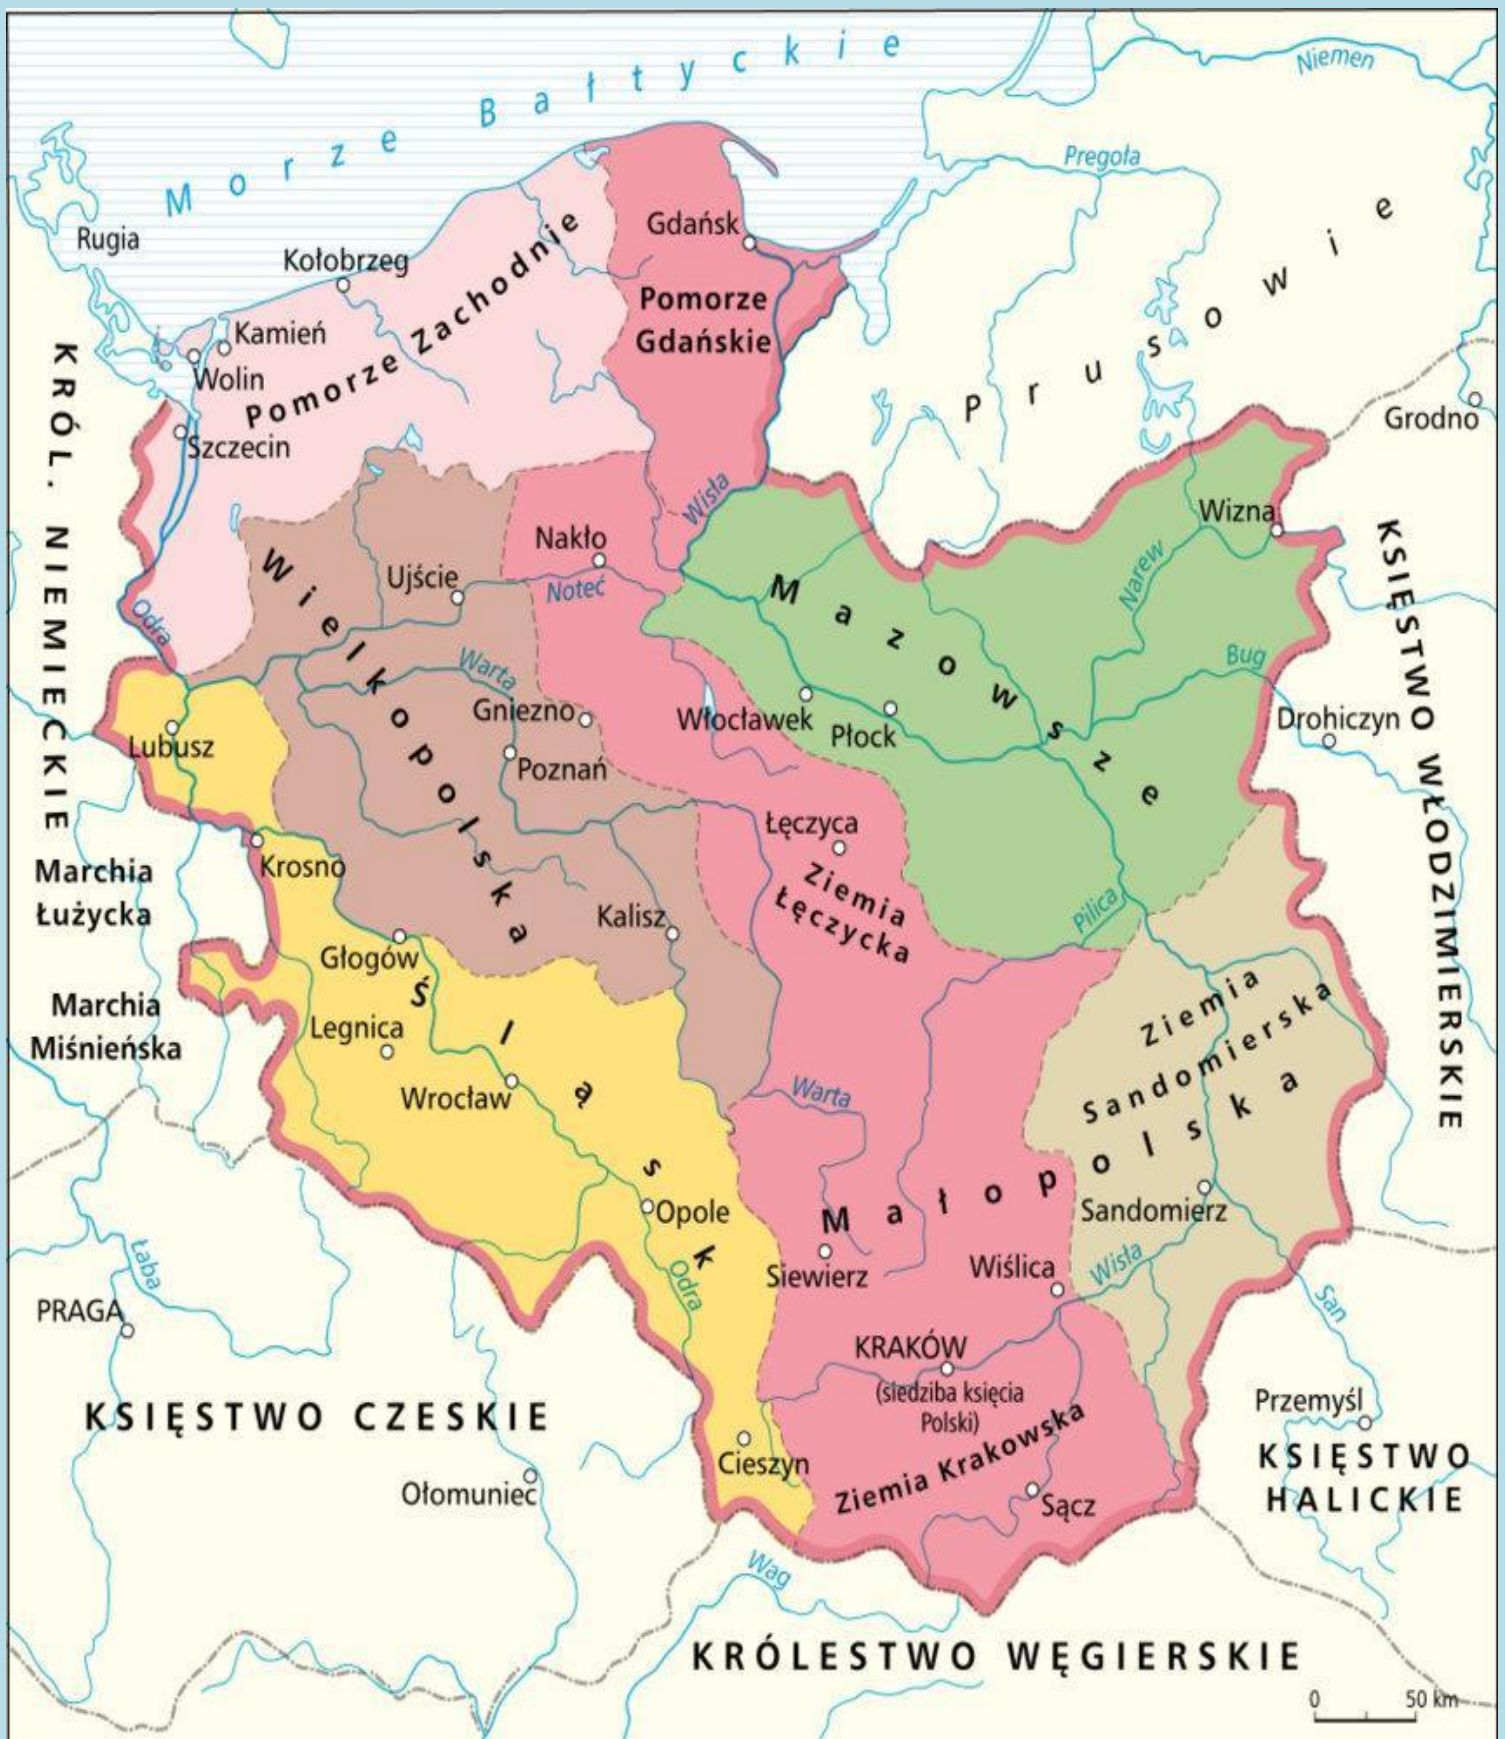 Morze Bałtyckie
Niemen
Pregoła
Rugia
Kołobrzeg
Pomorze Zachodnie
Gdańsk
Pomorze
Gdańskie
Prusowie
Kamień
Wolin
Szczecin
KRÓL. NIEMIECKIE
Grodno
Wisła
Wizna
Nakło
Noteć
Ujście
Wielkopolska
Odra
Mazowsze
Narew
Bug
KSIĘSTWO WŁODZIMIERSKIE
Warta
Gniezno
Włocławek
Płock
Drohiczyn
Lubusz
Poznań
Łęczyca
Ziemia
Łęczycka
Krosno
Marchia
Łużycka
Kalisz
Pilica
Głogów
Śląsk
Marchia
Miśnieńska
Legnica
Wrocław
Warta
Ziemia
Sandomierska
Małopolska
Opole
Sandomierz
Siewierz
Wiślica
Wisła
Odra
Łaba
PRAGA
San
KRAKÓW
(siedziba księcia
Polski)
Ziemia Krakowska
Przemyśl
KSIĘSTWO CZESKIE
Cieszyn
KSIĘSTWO
HALICKIE
Ołomuniec
Sącz
Wag
KRÓLESTWO WĘGIERSKIE
0 50 km